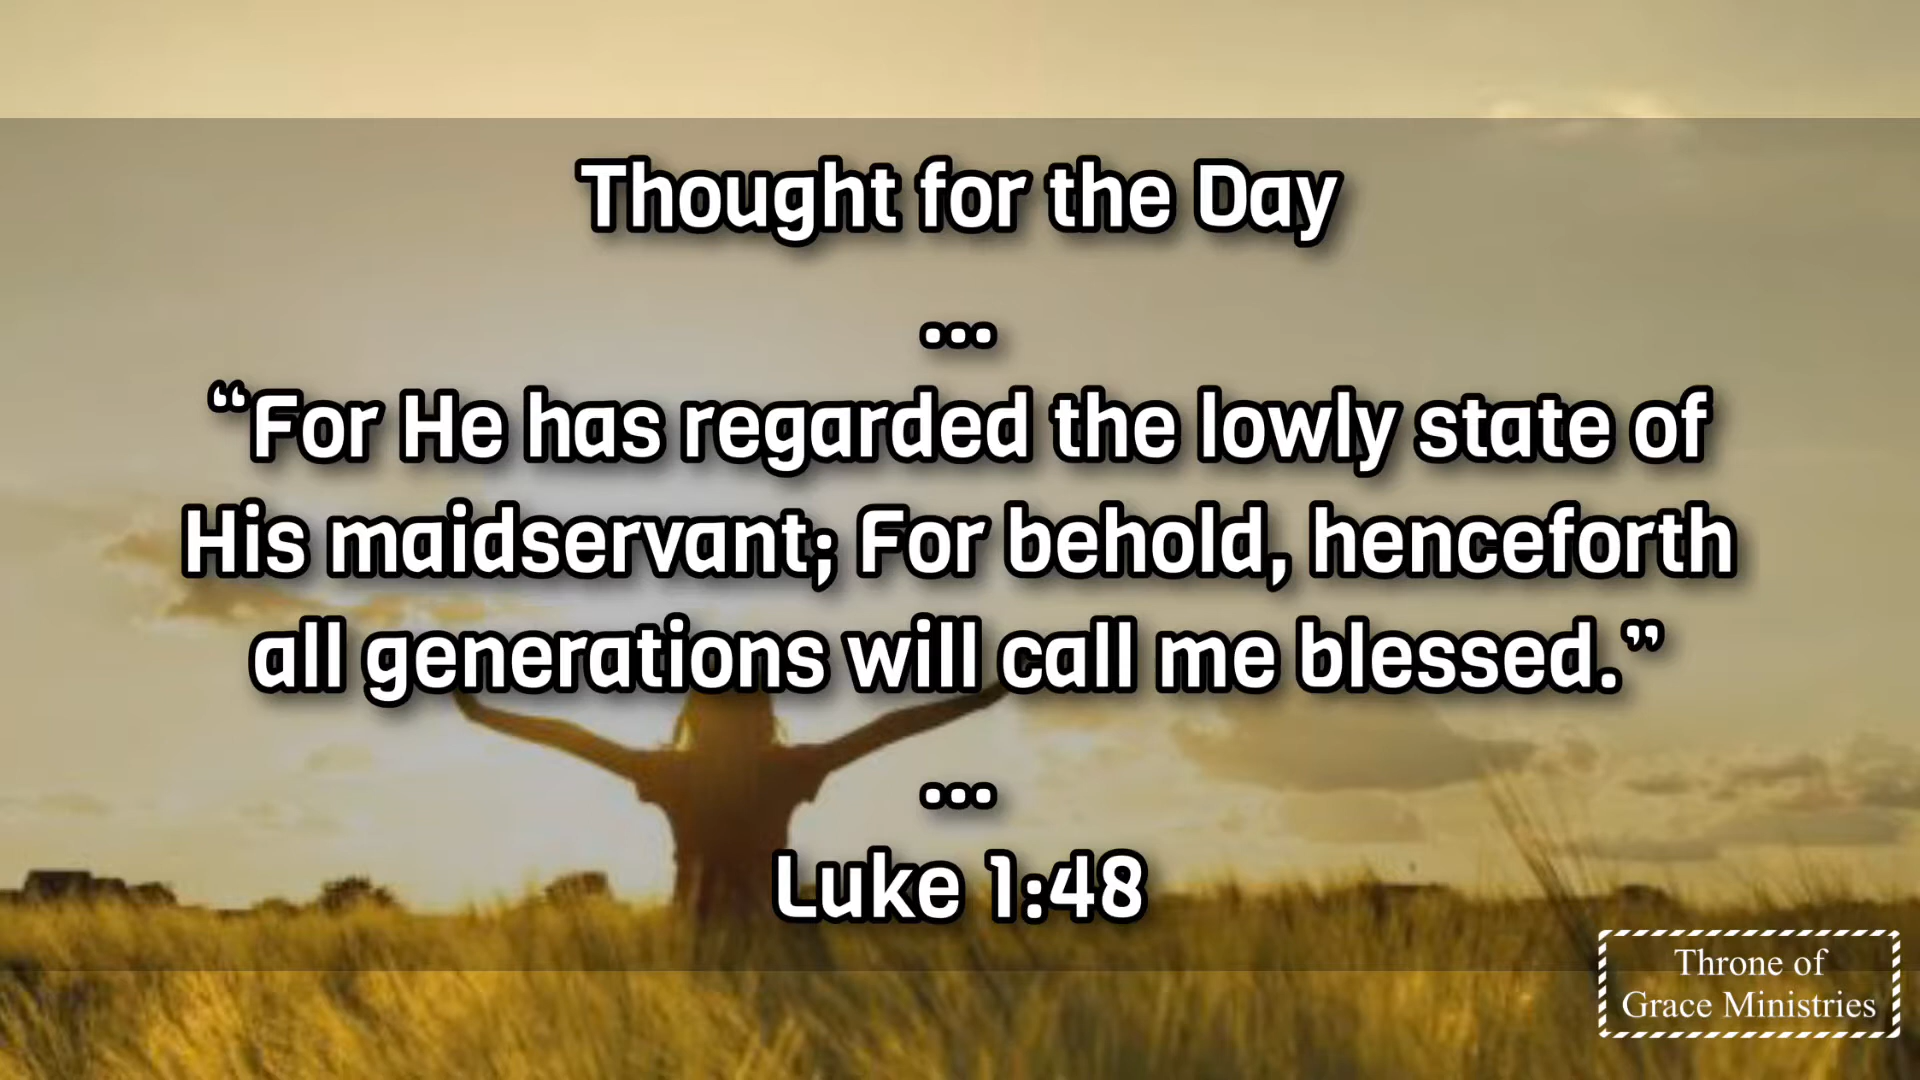 Thought for the Day
...
“For He has regarded the lowly state of
His maidservant; For behold, henceforth
all generations will call me blessed.”
...
Luke 1:48
Throne of
Grace Ministries